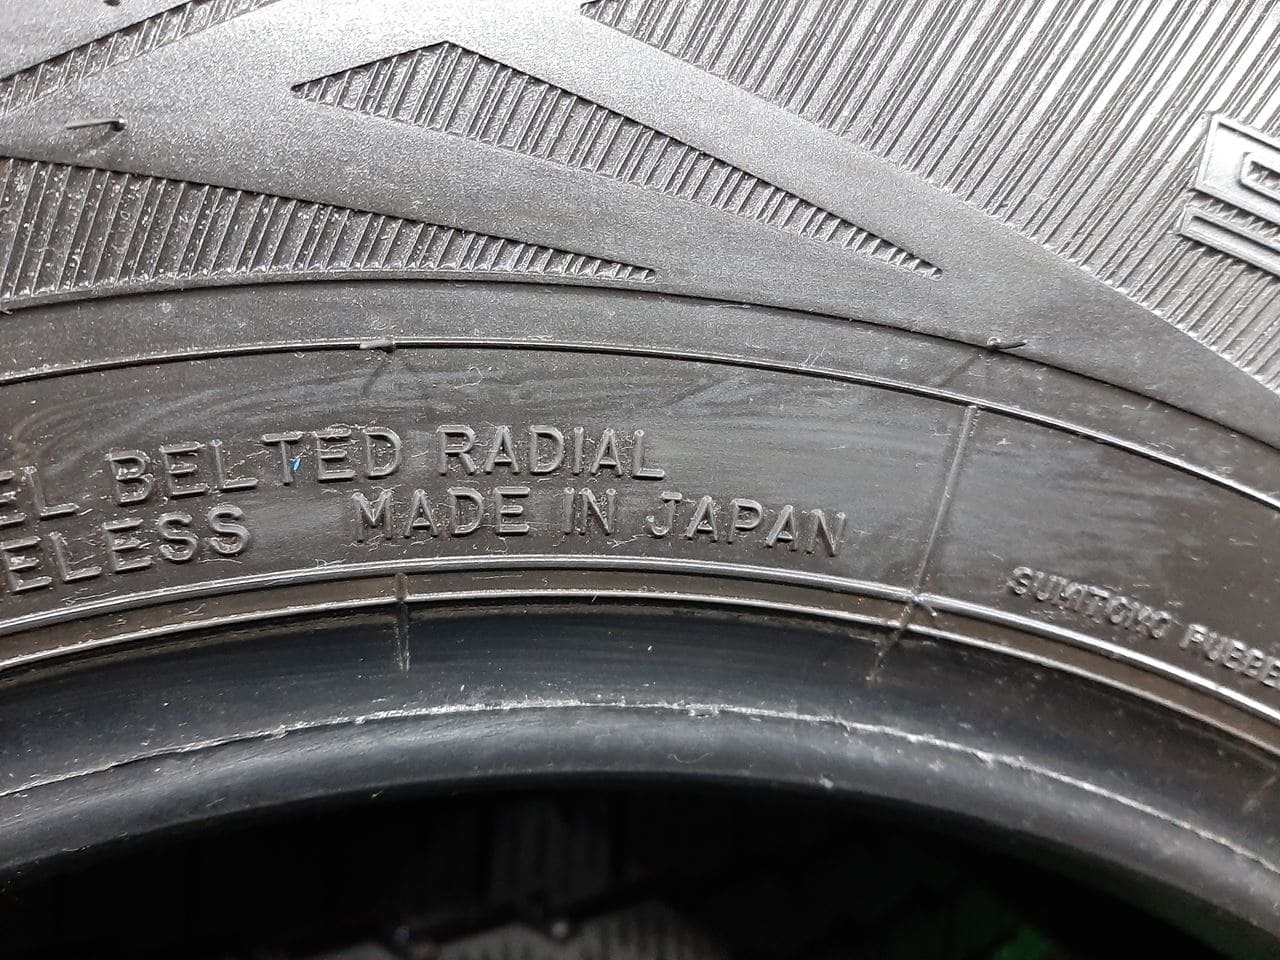 EL BELTED RADIAL
ELESS MADE IN JAPAN
SUMITOMO RUBBE